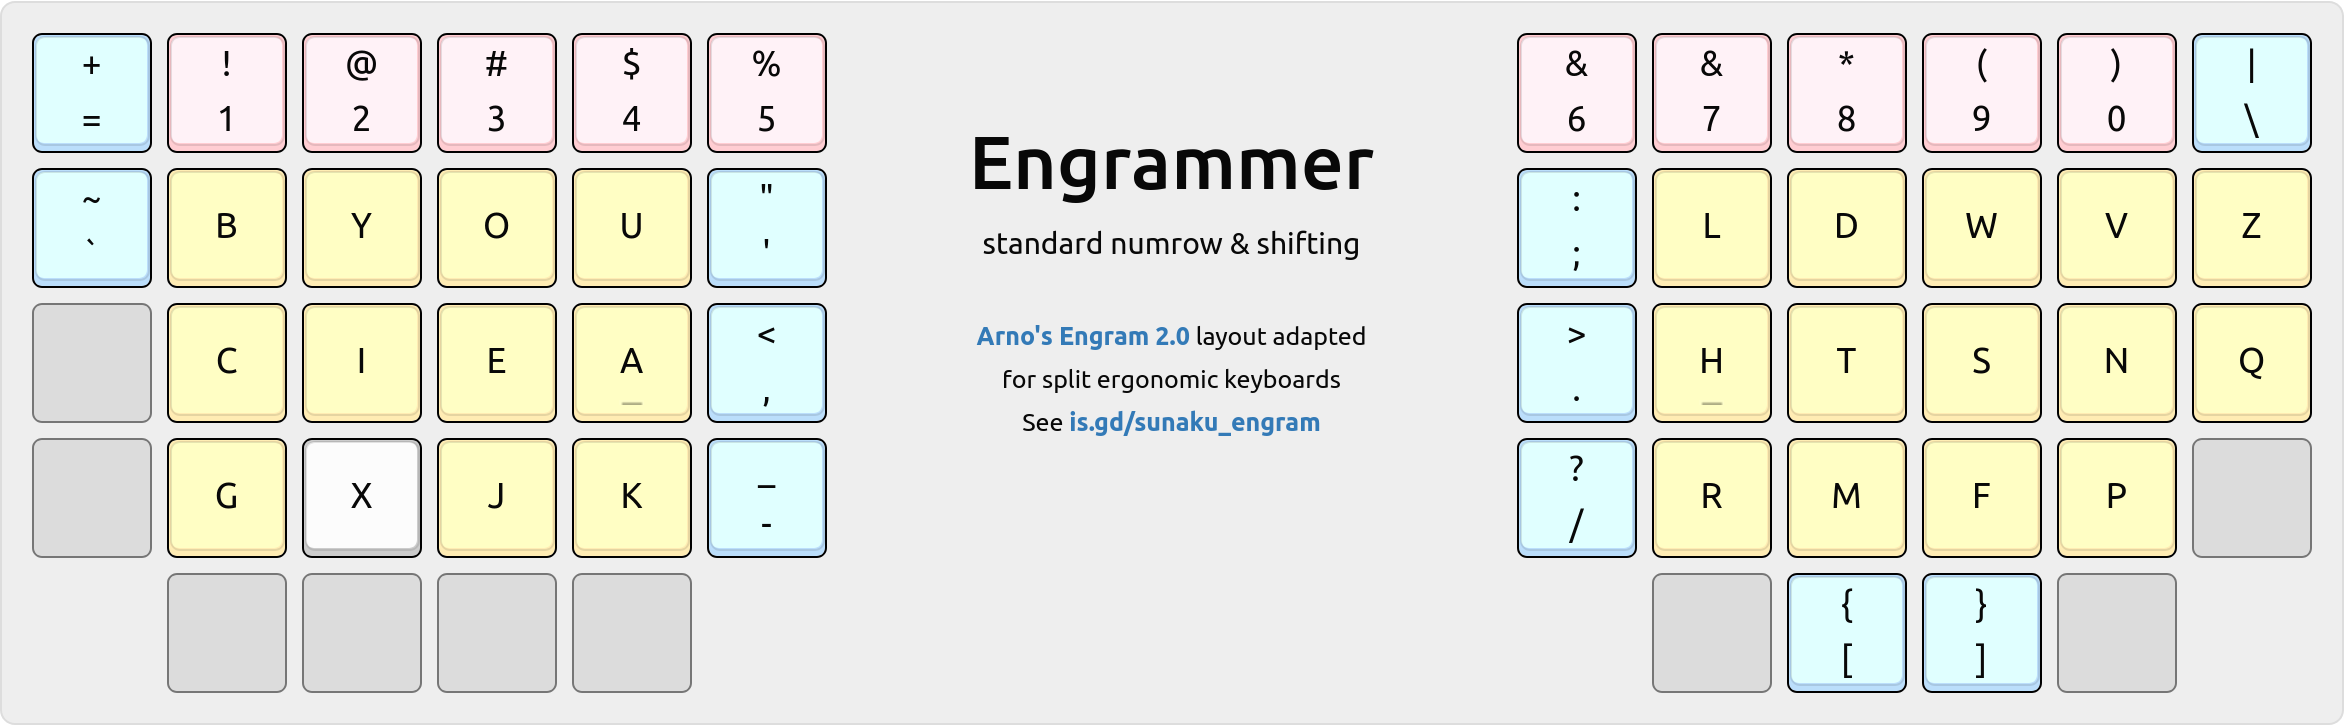 + ! @ # $ % & & * ( ) |
= 1 2 3 4 5 6 7 8 9 0 \
~ " :
` B Y O U ' ; L D W V Z
< >
C I E A , . H T S N Q
_ _
_ ?
G X J K - / R M F P
{ }
[ ]
Engrammer
standard numrow & shifting
Arno's Engram 2.0 layout adapted
for split ergonomic keyboards
See is.gd/sunaku_engram